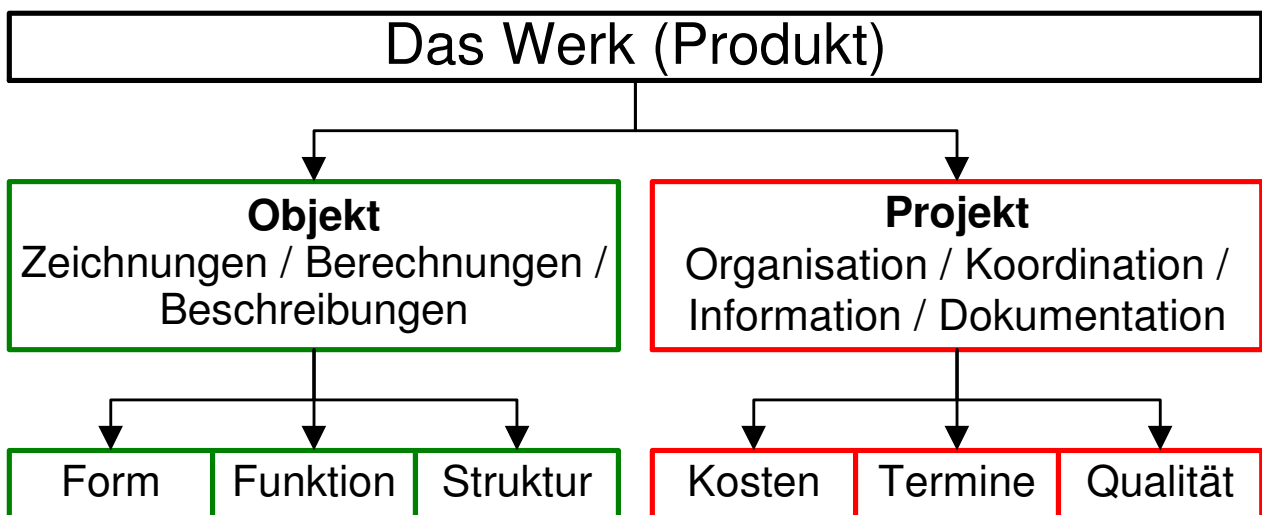 Das Werk (Produkt)
Objekt
Zeichnungen / Berechnungen /
Beschreibungen
Projekt
Organisation / Koordination /
Information / Dokumentation
Form
Funktion
Struktur
Kosten
Termine
Qualität